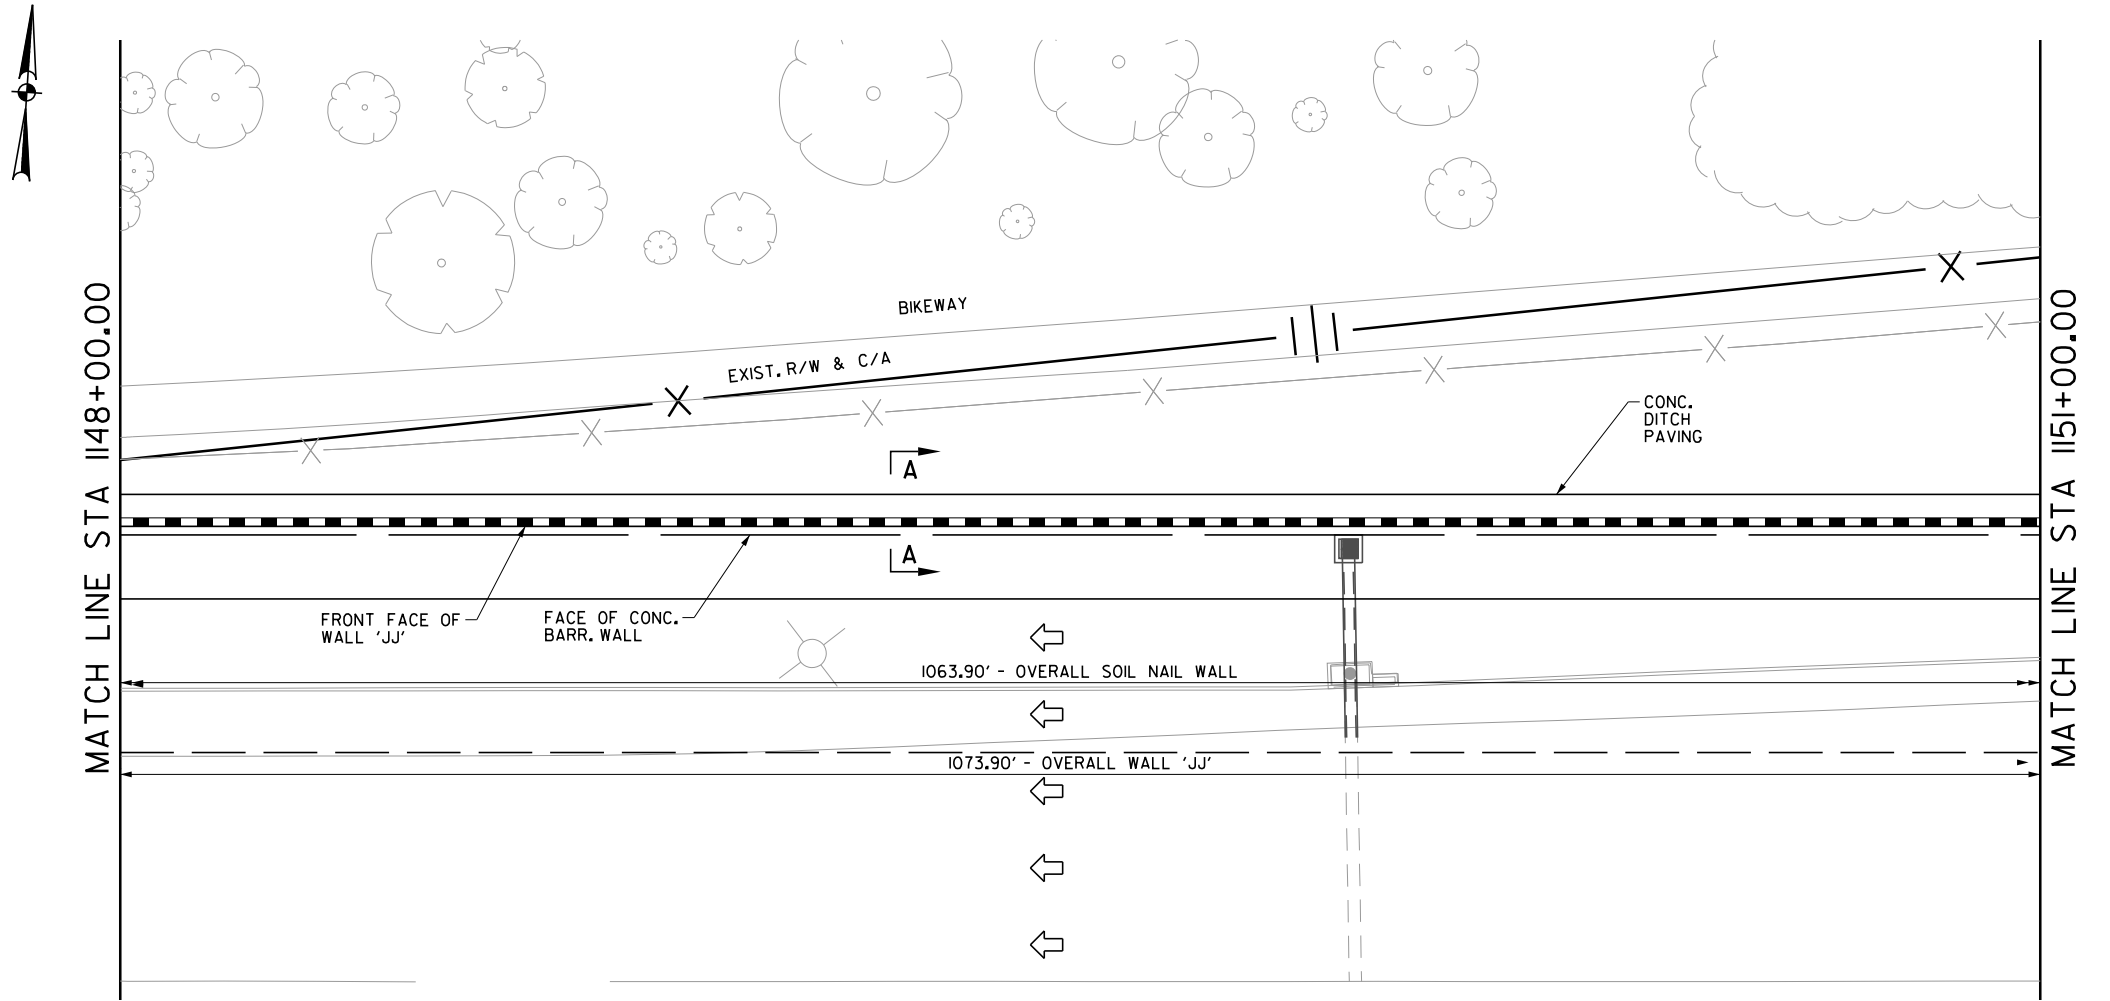 BIKEWAY
EXIST. R/W & C/A
CONC.
DITCH
PAVING
A
A
FRONT FACE OF
WALL 'JJ'
FACE OF CONC.
BARR. WALL
1063.90' - OVERALL SOIL NAIL WALL
1073.90' - OVERALL WALL 'JJ'
MATCH LINE STA 1148+00.00
MATCH LINE STA 1151+00.00